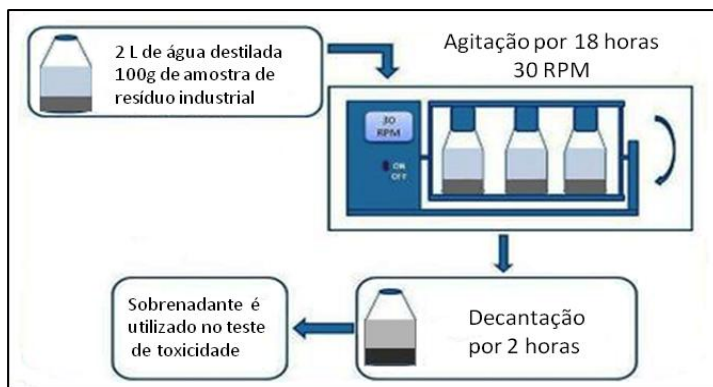 2 L de água destilada
100g de amostra de
resíduo industrial
Agitação por 18 horas
30 RPM
30
RPM
ON
OFF
Sobrenadante é
utilizado no teste
de toxicidade
Decantação
por 2 horas